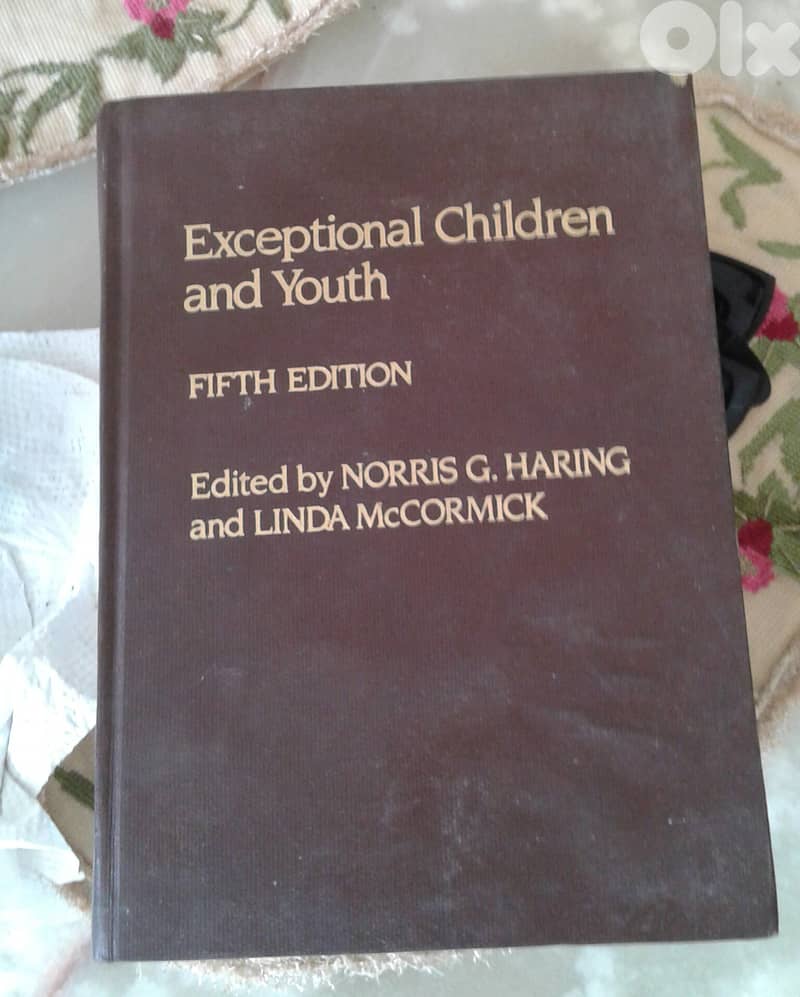 Olx
Exceptional Children
and Youth
FIFTH EDITION
Edited by NORRIS G. HARING
and LINDA McCORMICK